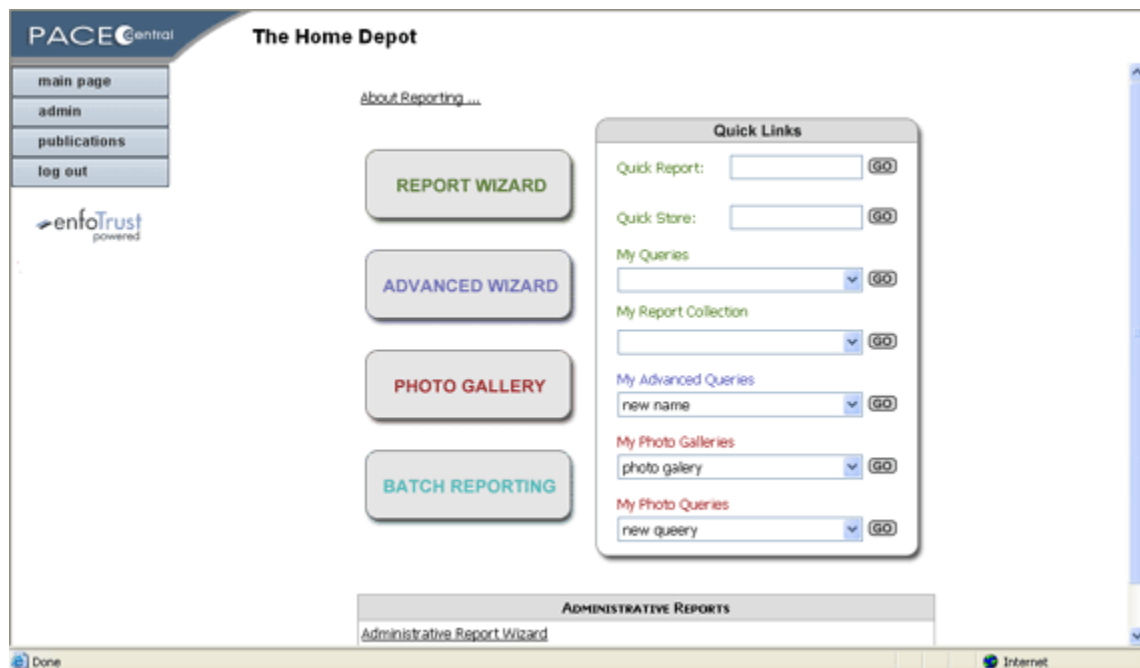 PACE Central
The Home Depot
main page
admin
publications
log out
enfoTrust
powered
About Reporting ...
REPORT WIZARD
ADVANCED WIZARD
PHOTO GALLERY
BATCH REPORTING
Quick Links
Quick Report: GO
Quick Store: GO
My Queries
GO
My Report Collection
GO
My Advanced Queries
new name GO
My Photo Galleries
photo galery GO
My Photo Queries
new queery GO
ADMINISTRATIVE REPORTS
Administrative Report Wizard
Done Internet